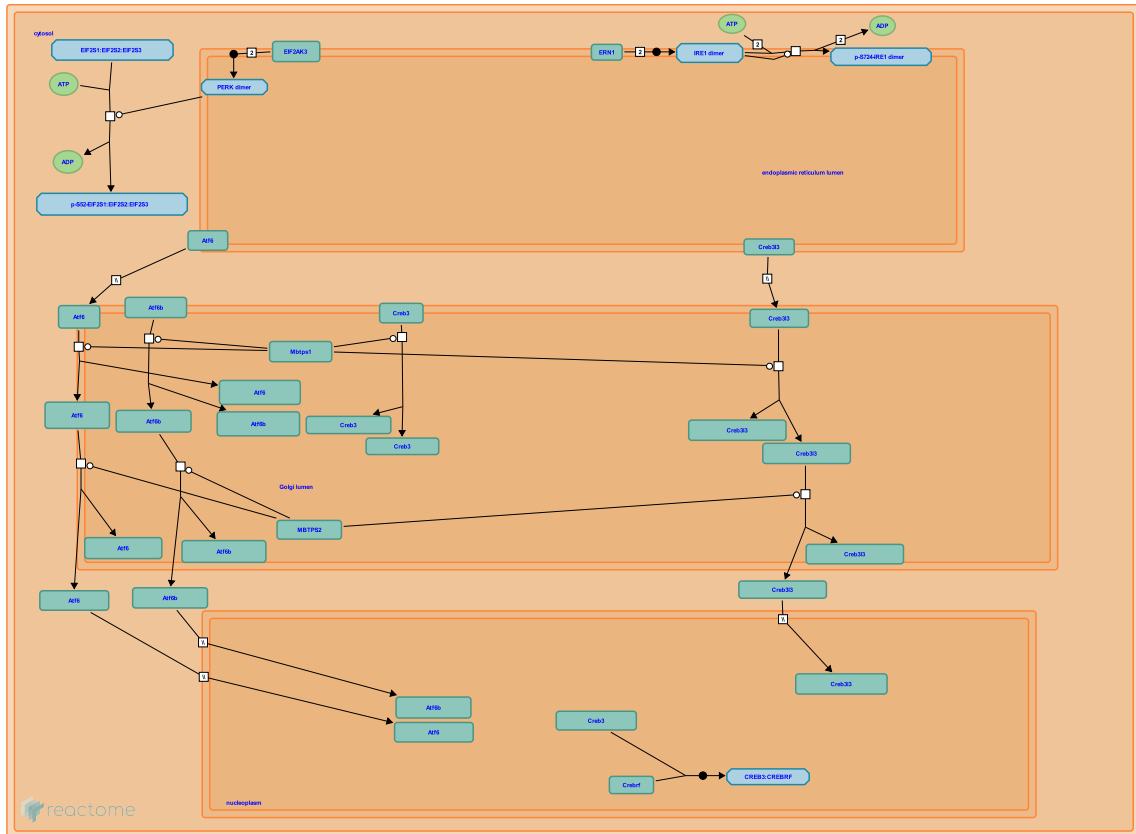 cytosol
EIF2S1:EIF2S2:EIF2S3
ATP
ADP
p-S52-EIF2S1:EIF2S2:EIF2S3
EIF2AK3
2
PERK dimer
ERN1
2
IRE1 dimer
ATP
2
2
ADP
p-S724-IRE1 dimer
endoplasmic reticulum lumen
Atf6
Creb3l3
\\
\\
Atf6
Atf6b
Creb3
Creb3l3
Mbtps1
Atf6
Atf6
Atf6b
Atf6b
Creb3
Creb3
Creb3l3
Creb3l3
Golgi lumen
MBTPS2
Atf6
Atf6b
Creb3l3
Atf6
Atf6b
Creb3l3
\\
\\
\\
Creb3l3
Atf6b
Atf6
Creb3
Crebrf
CREB3:CREBRF
nucleoplasm
reactome